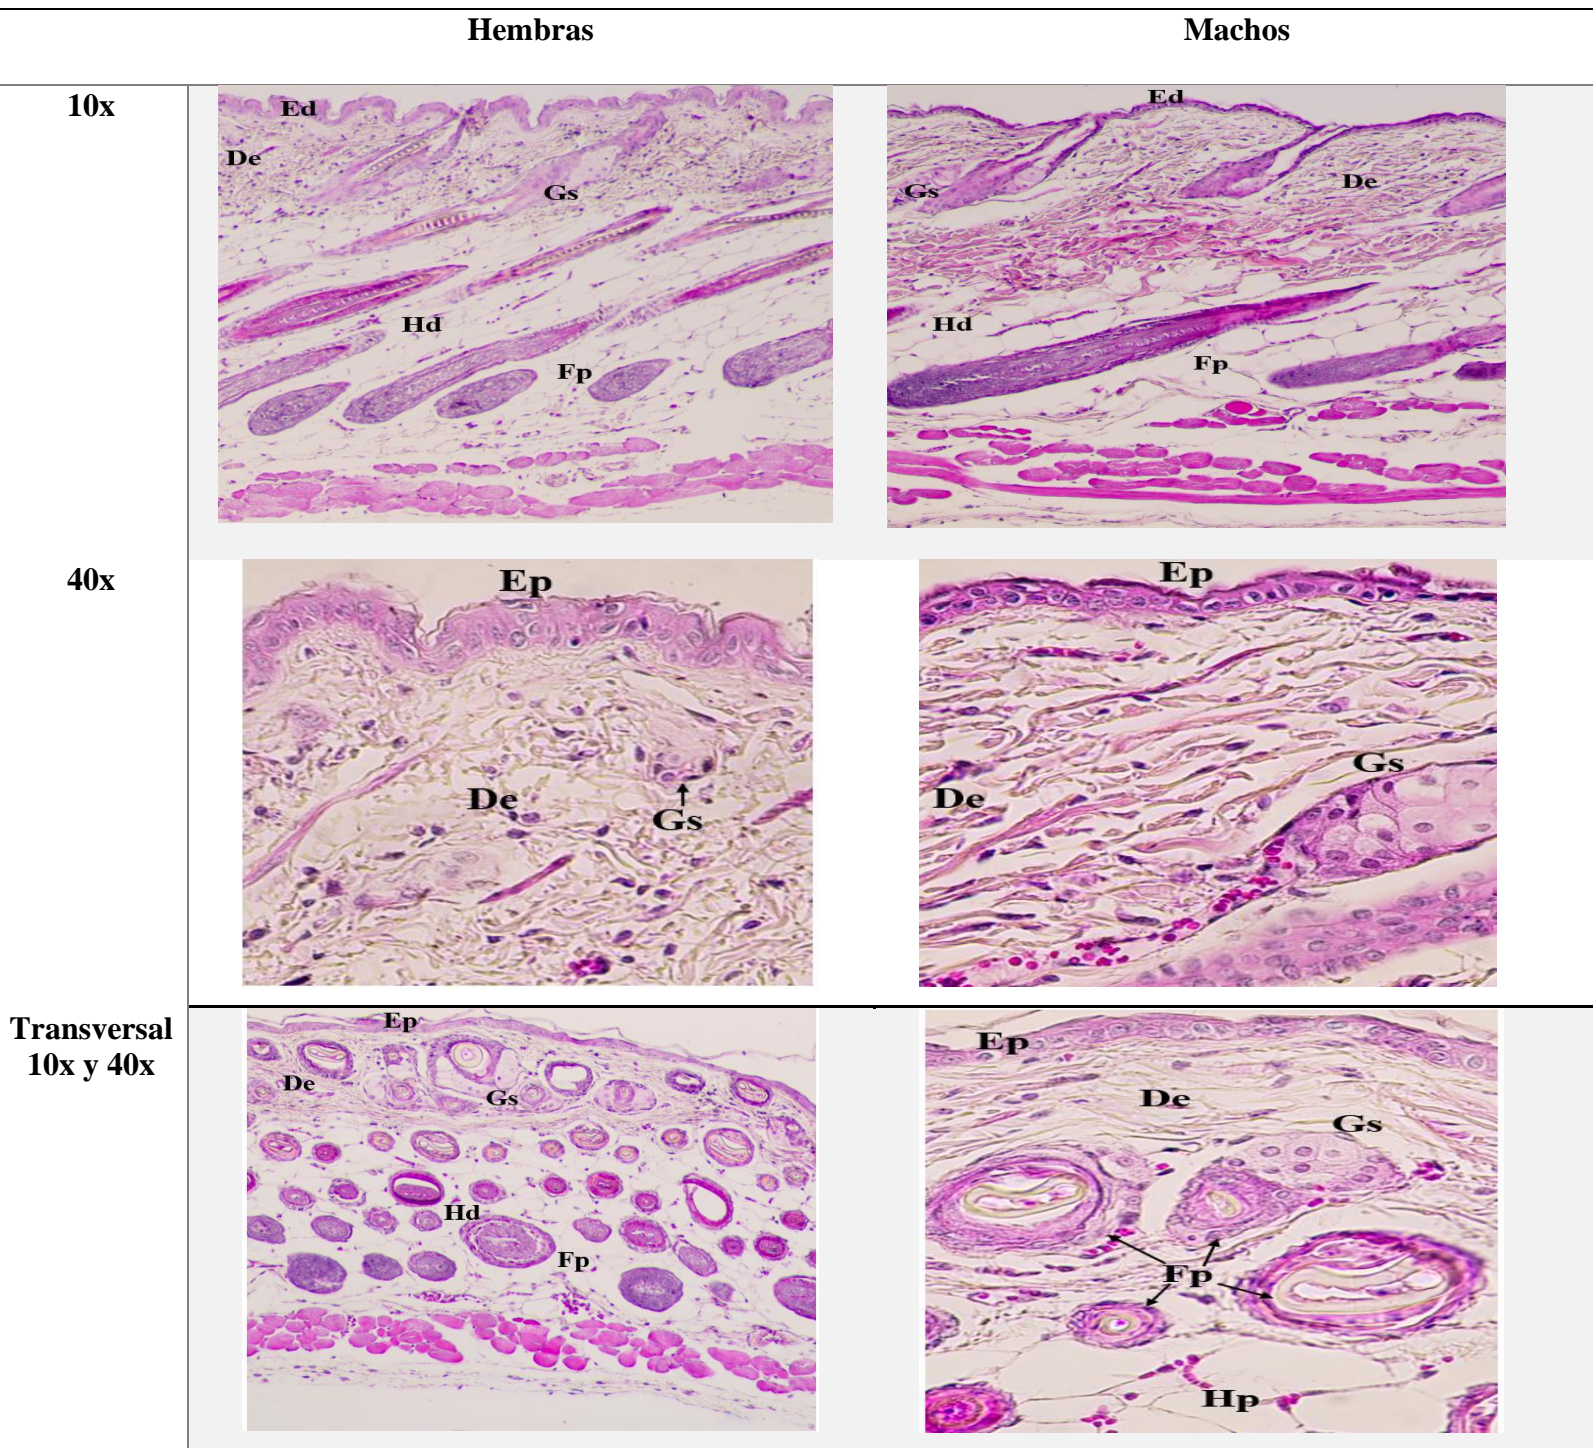 Hembras Machos
10x
Ed
De
Gs
Hd
Fp
Ed
Gs
De
Hd
Fp
40x
Ep
De
Gs
Ep
Gs
De
Transversal
10x y 40x
Ep
De
Gs
Hd
Fp
Ep
De
Gs
Fp
Hp